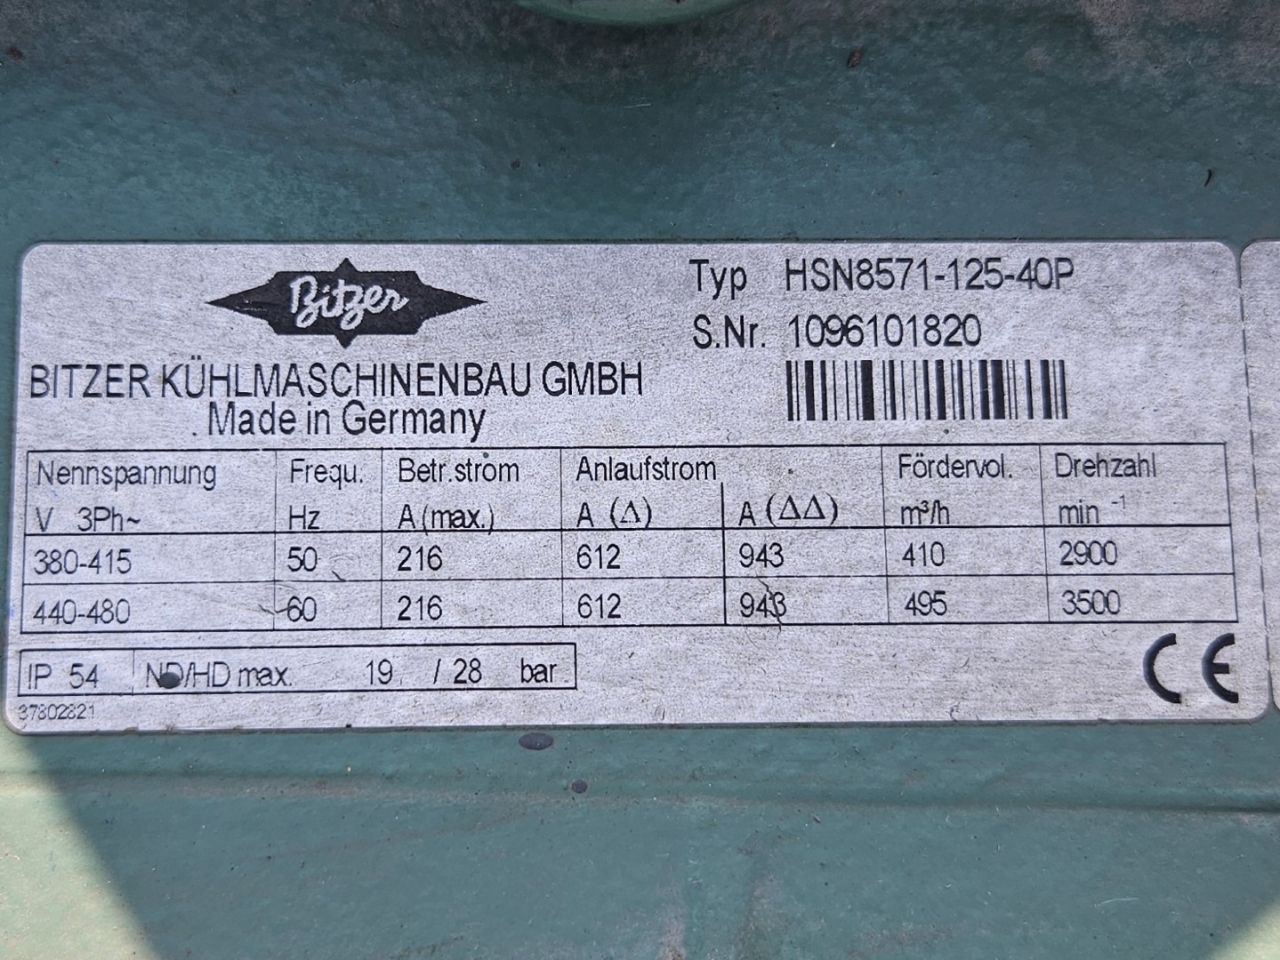 Bitzer
Typ HSN8571-125-40P
S.Nr. 1096101820
BITZER KÜHLMASCHINENBAU GMBH
Made in Germany
Nennspannung Frequ. Betr.strom Anlaufstrom Fördervol. Drehzahl
V 3Ph~ Hz A (max.) A (Δ) A (ΔΔ) m³/h min ⁻¹
380-415 50 216 612 943 410 2900
440-480 60 216 612 943 495 3500
IP 54 ND/HD max. 19 / 28 bar
CE
37802821